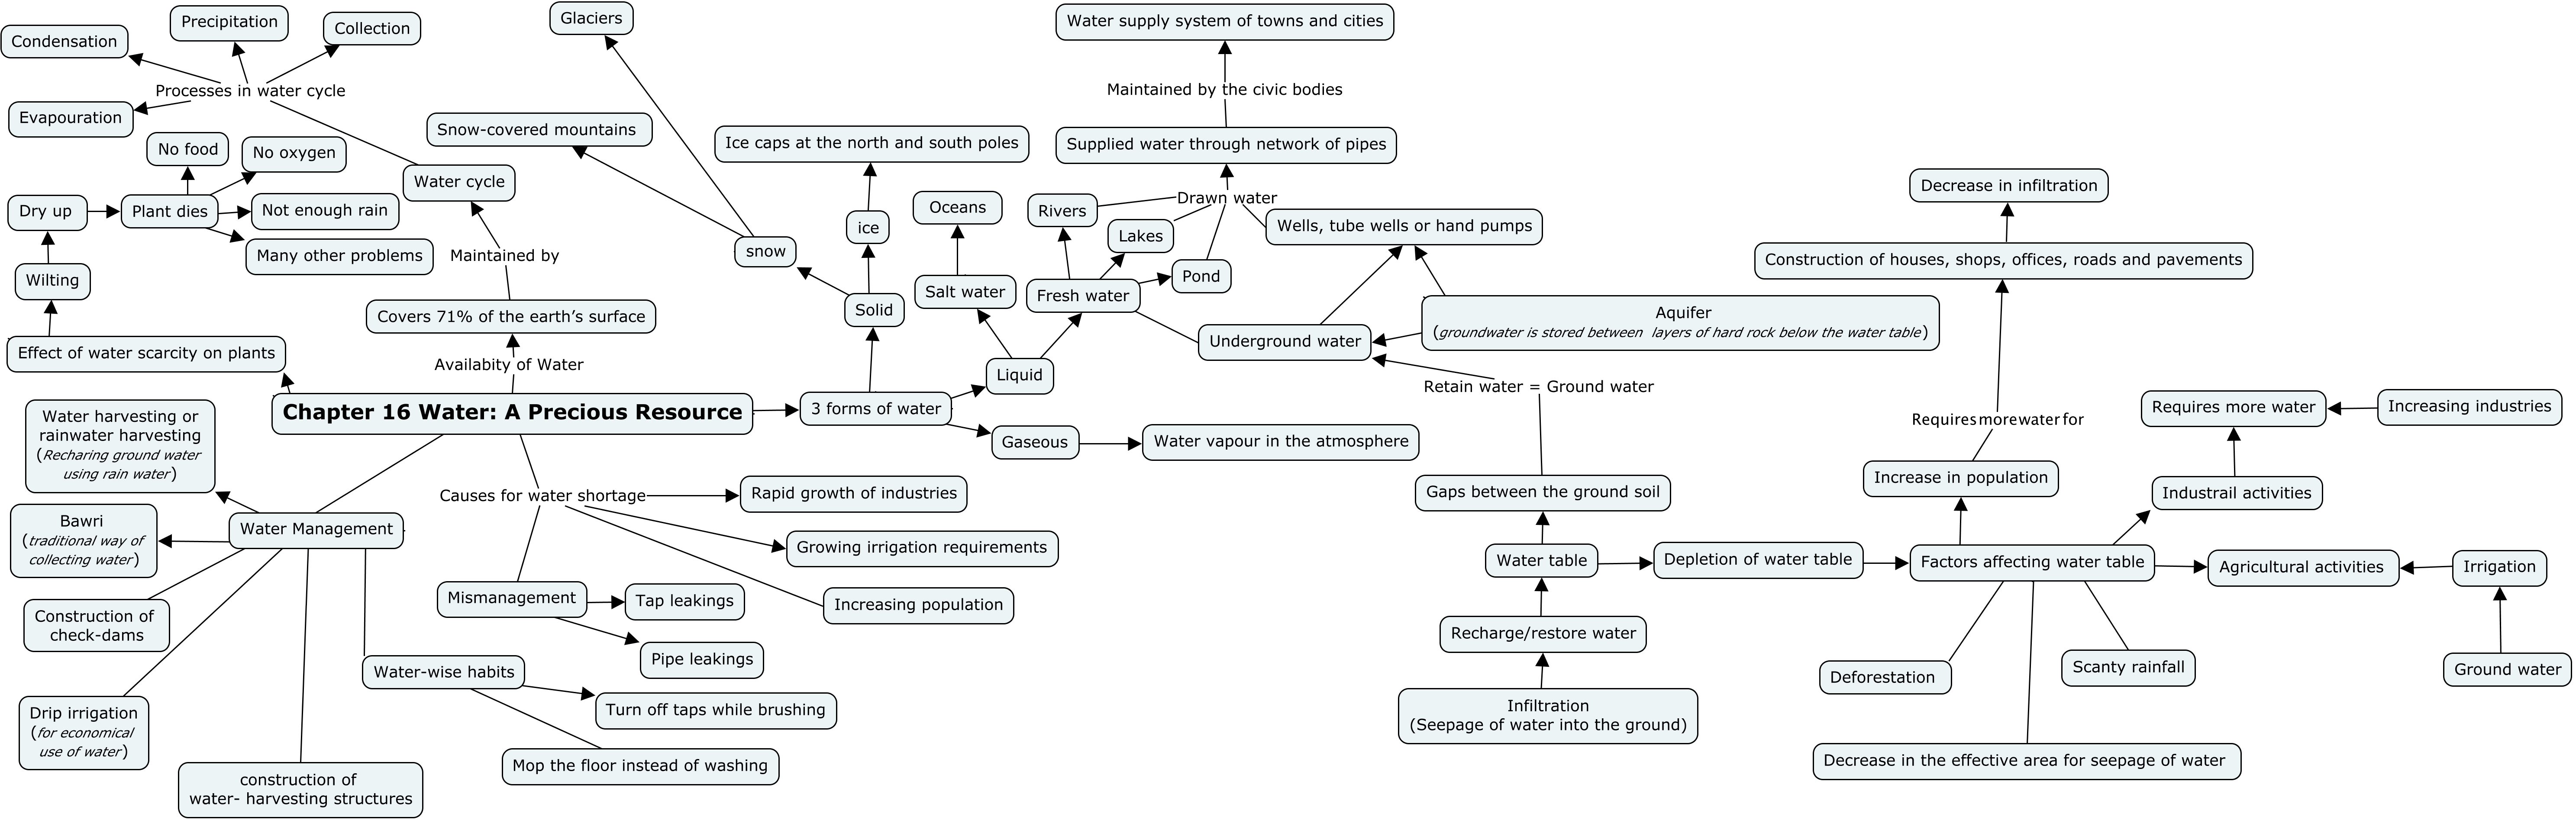 Condensation
Precipitation
Collection
Processes in water cycle
Evapouration
No food
No oxygen
Dry up
Plant dies
Not enough rain
Many other problems
Wilting
Effect of water scarcity on plants
Water cycle
Maintained by
Covers 71% of the earth’s surface
Availabity of Water
Chapter 16 Water: A Precious Resource
Glaciers
Snow-covered mountains
Ice caps at the north and south poles
ice
snow
Solid
3 forms of water
Oceans
Salt water
Liquid
Gaseous
Water vapour in the atmosphere
Water supply system of towns and cities
Maintained by the civic bodies
Supplied water through network of pipes
Drawn water
Rivers
Lakes
Pond
Wells, tube wells or hand pumps
Fresh water
Underground water
Aquifer
(groundwater is stored between layers of hard rock below the water table)
Retain water = Ground water
Gaps between the ground soil
Water table
Recharge/restore water
Infiltration
(Seepage of water into the ground)
Depletion of water table
Factors affecting water table
Decrease in infiltration
Construction of houses, shops, offices, roads and pavements
Requires more water for
Increase in population
Requires more water
Increasing industries
Industrail activities
Agricultural activities
Irrigation
Ground water
Deforestation
Scanty rainfall
Decrease in the effective area for seepage of water
Water harvesting or
rainwater harvesting
(Recharing ground water
using rain water)
Water Management
Bawri
(traditional way of
collecting water)
Construction of
check-dams
Drip irrigation
(for economical
use of water)
construction of
water- harvesting structures
Water-wise habits
Turn off taps while brushing
Mop the floor instead of washing
Causes for water shortage
Rapid growth of industries
Growing irrigation requirements
Increasing population
Mismanagement
Tap leakings
Pipe leakings